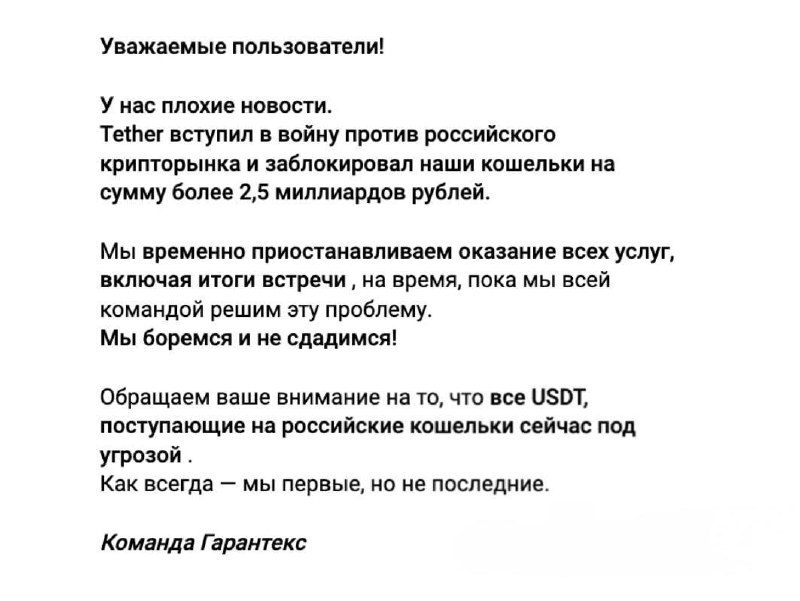 Уважаемые пользователи!
У нас плохие новости.
Tether вступил в войну против российского
крипторынка и заблокировал наши кошельки на
сумму более 2,5 миллиардов рублей.
Мы временно приостанавливаем оказание всех услуг,
включая итоги встречи , на время, пока мы всей
командой решим эту проблему.
Мы боремся и не сдадимся!
Обращаем ваше внимание на то, что все USDT,
поступающие на российские кошельки сейчас под
угрозой .
Как всегда — мы первые, но не последние.
Команда Гарантекс